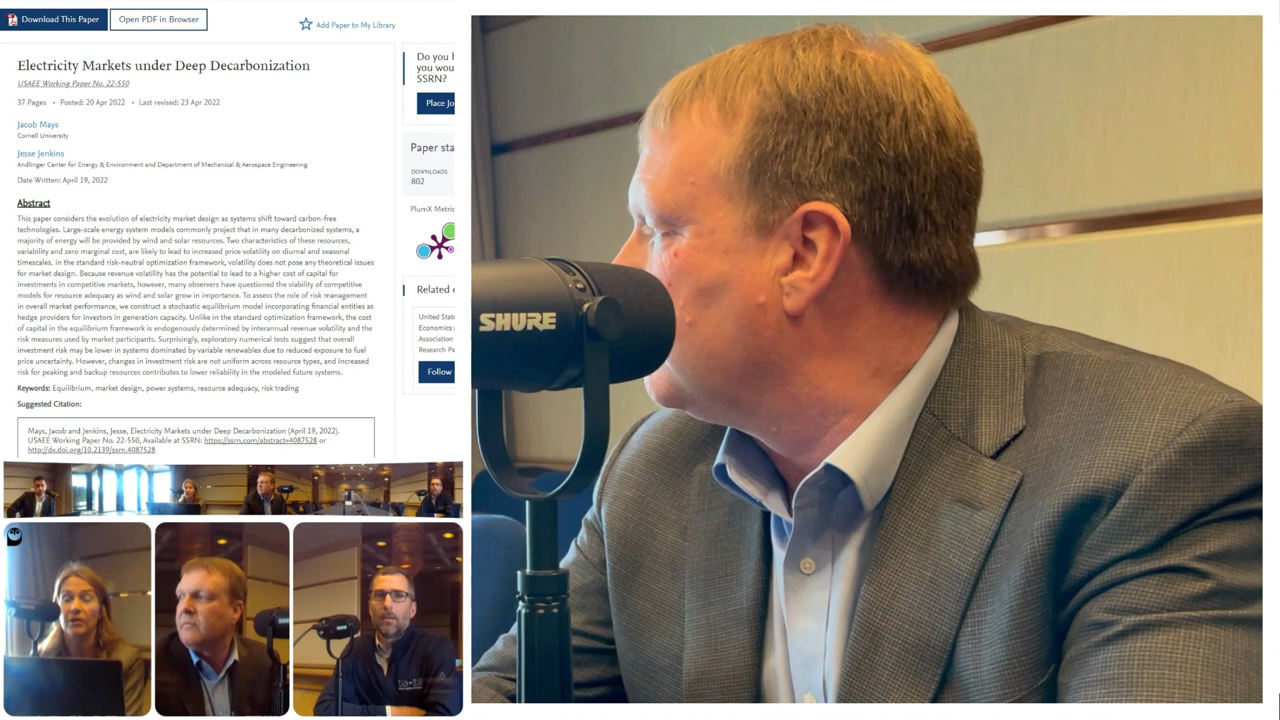 Download This Paper
Open PDF in Browser
Add Paper to My Library
Electricity Markets under Deep Decarbonization
USAEE Working Paper No. 22-550
37 Pages • Posted: 20 Apr 2022 • Last revised: 23 Apr 2022
Jacob Mays
Cornell University
Jesse Jenkins
Andlinger Center for Energy & Environment and Department of Mechanical & Aerospace Engineering
Date Written: April 19, 2022
Abstract
This paper considers the evolution of electricity market design as systems shift toward carbon-free
technologies. Large-scale energy system models commonly project that in many decarbonized systems, a
majority of energy will be provided by wind and solar resources. Two characteristics of these resources,
variability and zero marginal cost, are likely to lead to increased price volatility on diurnal and seasonal
timescales. In the standard risk-neutral optimization framework, volatility does not pose any theoretical issues
for market design. Because revenue volatility has the potential to lead to a higher cost of capital for
investments in competitive markets, however, many observers have questioned the viability of competitive
models for resource adequacy as wind and solar grow in importance. To assess the role of risk management
in overall market performance, we construct a stochastic equilibrium model incorporating financial entities as
hedge providers for investors in generation capacity. Unlike in the standard optimization framework, the cost
of capital in the equilibrium framework is endogenously determined by interannual revenue volatility and the
risk measures used by market participants. Surprisingly, exploratory numerical tests suggest that overall
investment risk may be lower in systems dominated by variable renewables due to reduced exposure to fuel
price uncertainty. However, changes in investment risk are not uniform across resource types, and increased
risk for peaking and backup resources contributes to lower reliability in the modeled future systems.
Keywords: Equilibrium, market design, power systems, resource adequacy, risk trading
Suggested Citation:
Mays, Jacob and Jenkins, Jesse, Electricity Markets under Deep Decarbonization (April 19, 2022).
USAEE Working Paper No. 22-550, Available at SSRN: https://ssrn.com/abstract=4087528 or
http://dx.doi.org/10.2139/ssrn.4087528
Do you h
you wou
SSRN?
Place Jo
Paper sta
DOWNLOADS
802
PlumX Metric
Related e
United State
Economics
Association
Research Pa
Follow
SHURE